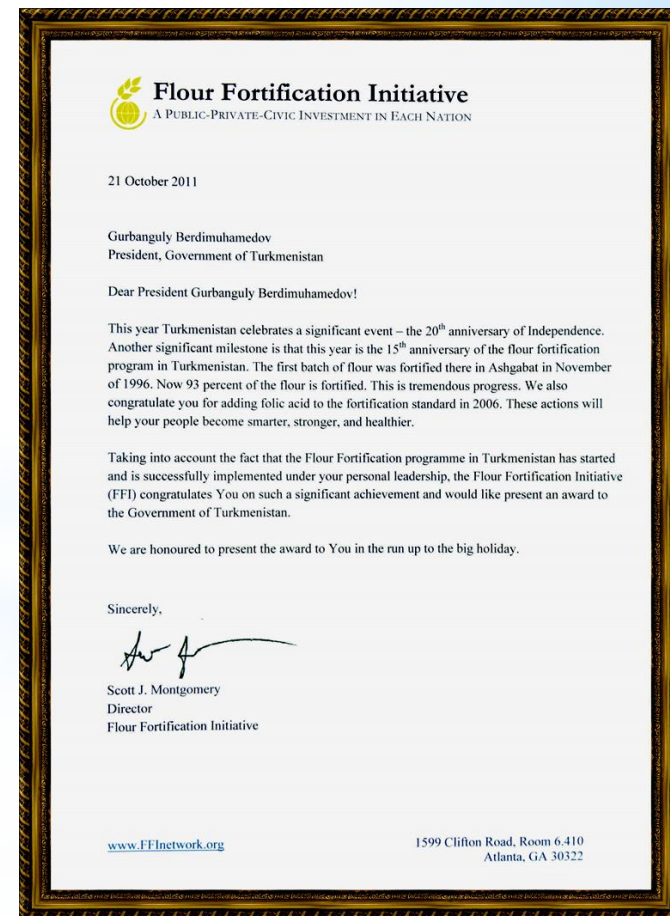 Flour Fortification Initiative
A PUBLIC-PRIVATE-CIVIC INVESTMENT IN EACH NATION
21 October 2011
Gurbanguly Berdimuhamedov
President, Government of Turkmenistan
Dear President Gurbanguly Berdimuhamedov!
This year Turkmenistan celebrates a significant event – the 20th anniversary of Independence.
Another significant milestone is that this year is the 15th anniversary of the flour fortification
program in Turkmenistan. The first batch of flour was fortified there in Ashgabat in November
of 1996. Now 93 percent of the flour is fortified. This is tremendous progress. We also
congratulate you for adding folic acid to the fortification standard in 2006. These actions will
help your people become smarter, stronger, and healthier.
Taking into account the fact that the Flour Fortification programme in Turkmenistan has started
and is successfully implemented under your personal leadership, the Flour Fortification Initiative
(FFI) congratulates You on such a significant achievement and would like present an award to
the Government of Turkmenistan.
We are honoured to present the award to You in the run up to the big holiday.
Sincerely,
Scott J. Montgomery
Director
Flour Fortification Initiative
www.FFInetwork.org
1599 Clifton Road, Room 6.410
Atlanta, GA 30322